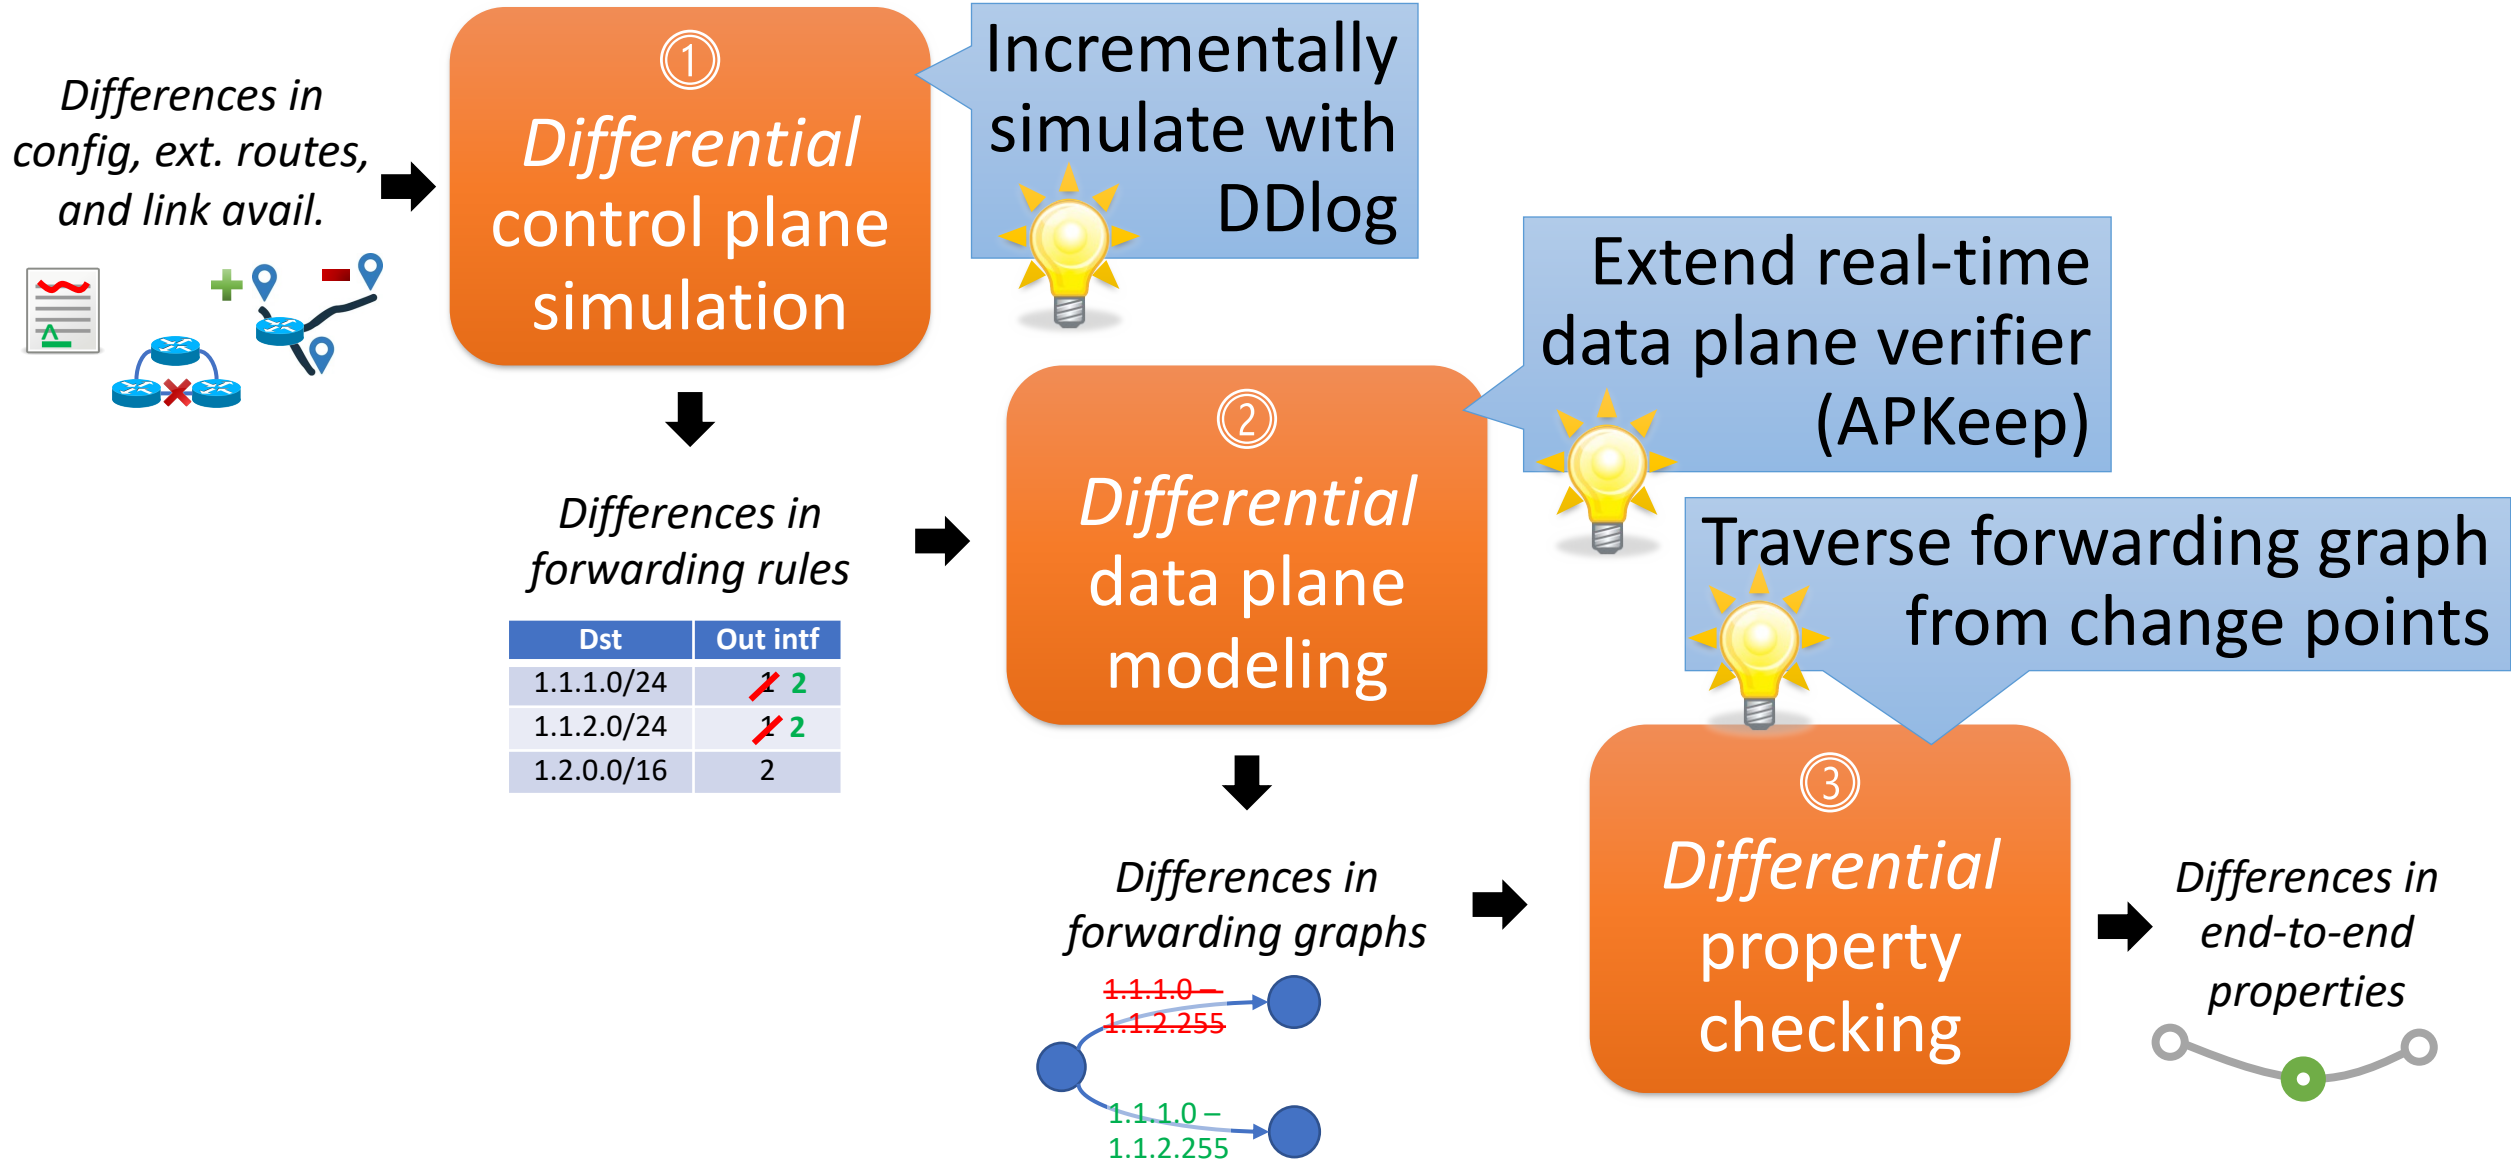 Differences in
config, ext. routes,
and link avail.
①
Differential
control plane
simulation
Incrementally
simulate with
DDlog
Differences in
forwarding rules
Dst Out intf
1.1.1.0/24 1 2
1.1.2.0/24 1 2
1.2.0.0/16 2
②
Differential
data plane
modeling
Extend real-time
data plane verifier
(APKeep)
Differences in
forwarding graphs
1.1.1.0 –
1.1.2.255
1.1.1.0 –
1.1.2.255
Traverse forwarding graph
from change points
③
Differential
property
checking
Differences in
end-to-end
properties